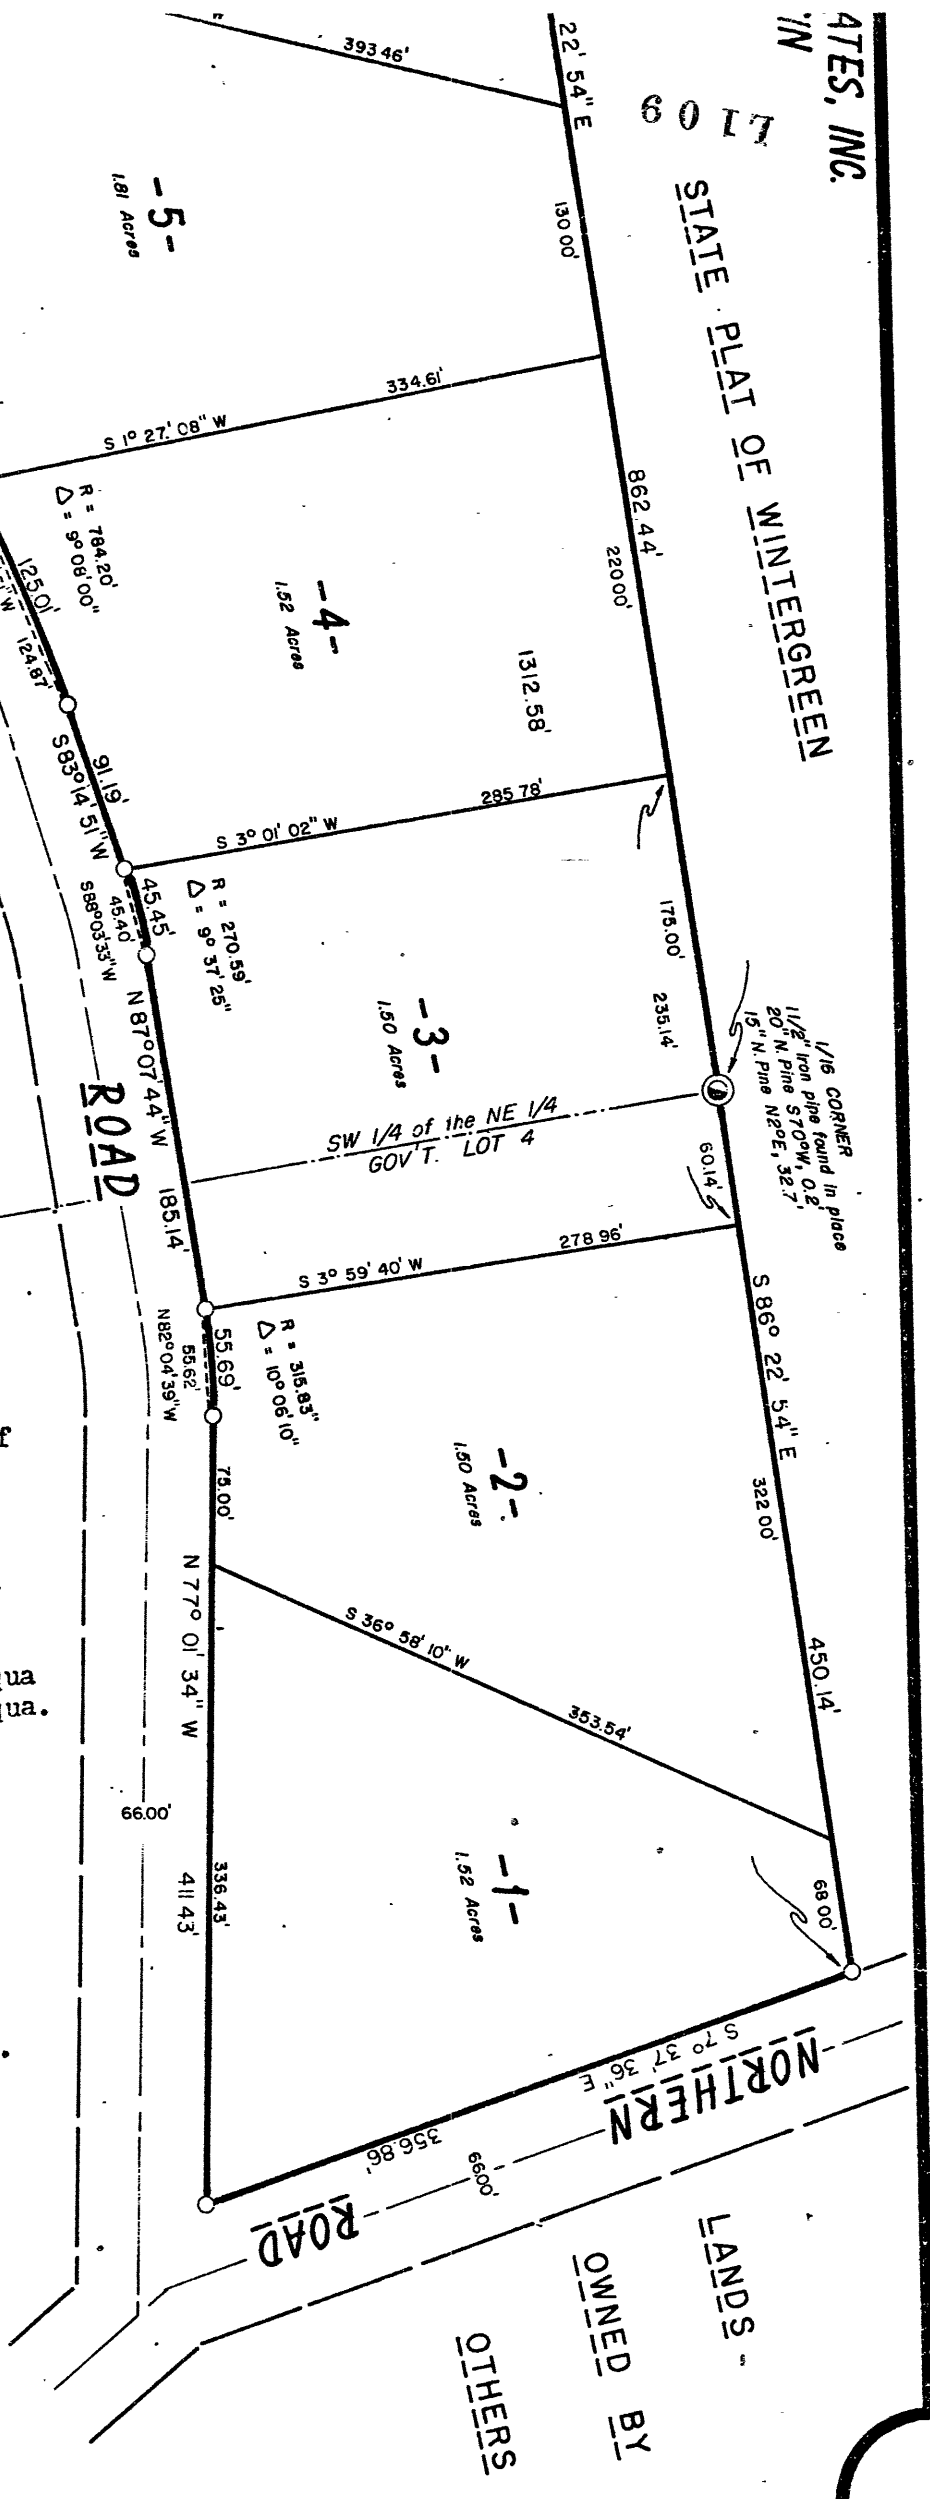 ATES, INC.
IN
6017
STATE PLAT OF WINTERGREEN
22' 54" E
393.46'
130.00'
-5-
1.81 Acres
334.61'
S 1° 27' 08" W
862.44'
220.00'
1312.58'
-4-
1.52 Acres
R = 784.20'
Δ = 9° 08' 00"
125.01'
124.87'
91.19'
S 83° 14' 51" W
285.78'
S 3° 01' 02" W
175.00'
235.14'
1/16 CORNER
1 1/2" Iron pipe found in place
20" N. Pine S 70° W, 0.2'
15" N. Pine N 2° E, 32.7'
-3-
1.50 Acres
R = 270.59'
Δ = 9° 37' 25"
45.45'
45.40'
S 88° 03' 33" W
SW 1/4 of the NE 1/4
GOV'T. LOT 4
N 87° 07' 44" W
185.14'
ROAD
60.14'
278.96'
S 3° 59' 40" W
S 86° 22' 54" E
322.00'
450.14'
R = 315.83"
Δ = 10° 06' 10"
55.69'
55.62'
N 82° 04' 39" W
-2-
1.50 Acres
75.00'
N 77° 01' 34" W
S 36° 58' 10" W
353.54'
ua
ua.
66.00'
336.43'
411.43'
-1-
1.52 Acres
68.00'
S 7° 37' 36" E
356.86'
NORTHERN
ROAD
66.00'
LANDS
OWNED BY
OTHERS